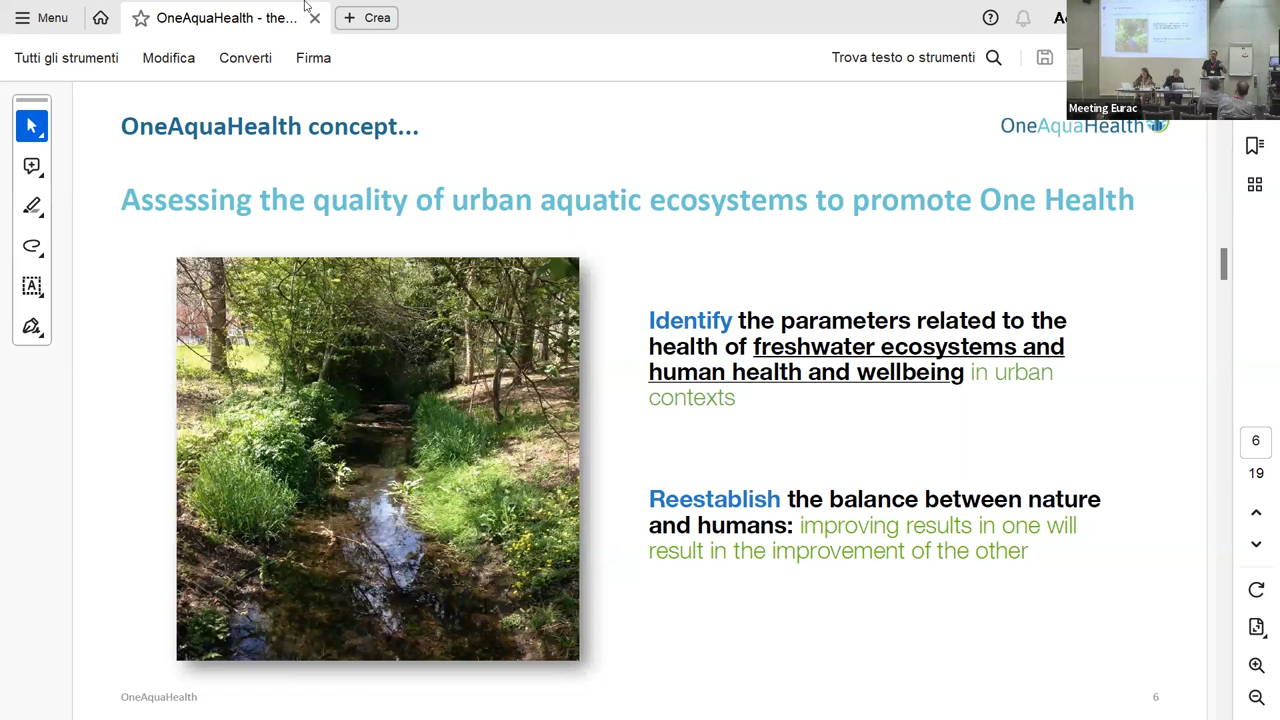 Menu
OneAquaHealth - the...
Crea
Tutti gli strumenti
Modifica
Converti
Firma
Trova testo o strumenti
Meeting Eurac
OneAquaHealth concept...
OneAquaHealth
Assessing the quality of urban aquatic ecosystems to promote One Health
Identify the parameters related to the
health of freshwater ecosystems and
human health and wellbeing in urban
contexts
Reestablish the balance between nature
and humans: improving results in one will
result in the improvement of the other
6
19
OneAquaHealth
6